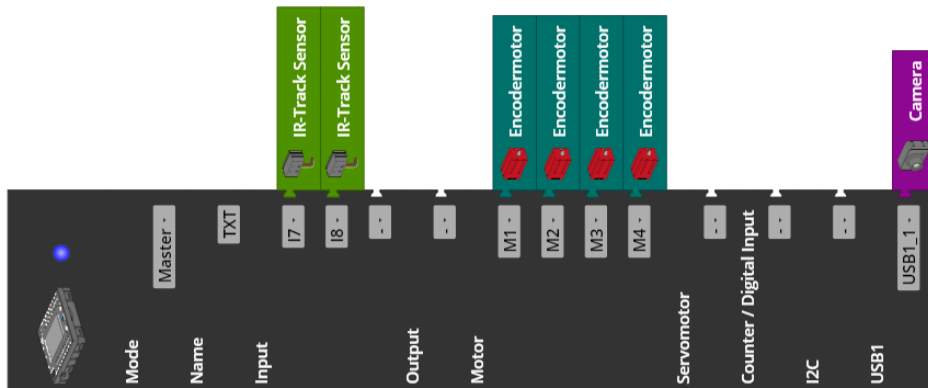 Mode
Master -
Name
TXT
Input
I7 -
IR-Track Sensor
I8 -
IR-Track Sensor
- -
Output
- -
Motor
M1 -
Encodermotor
M2 -
Encodermotor
M3 -
Encodermotor
M4 -
Encodermotor
Servomotor
- -
Counter / Digital Input
- -
I2C
- -
USB1
USB1_1 -
Camera